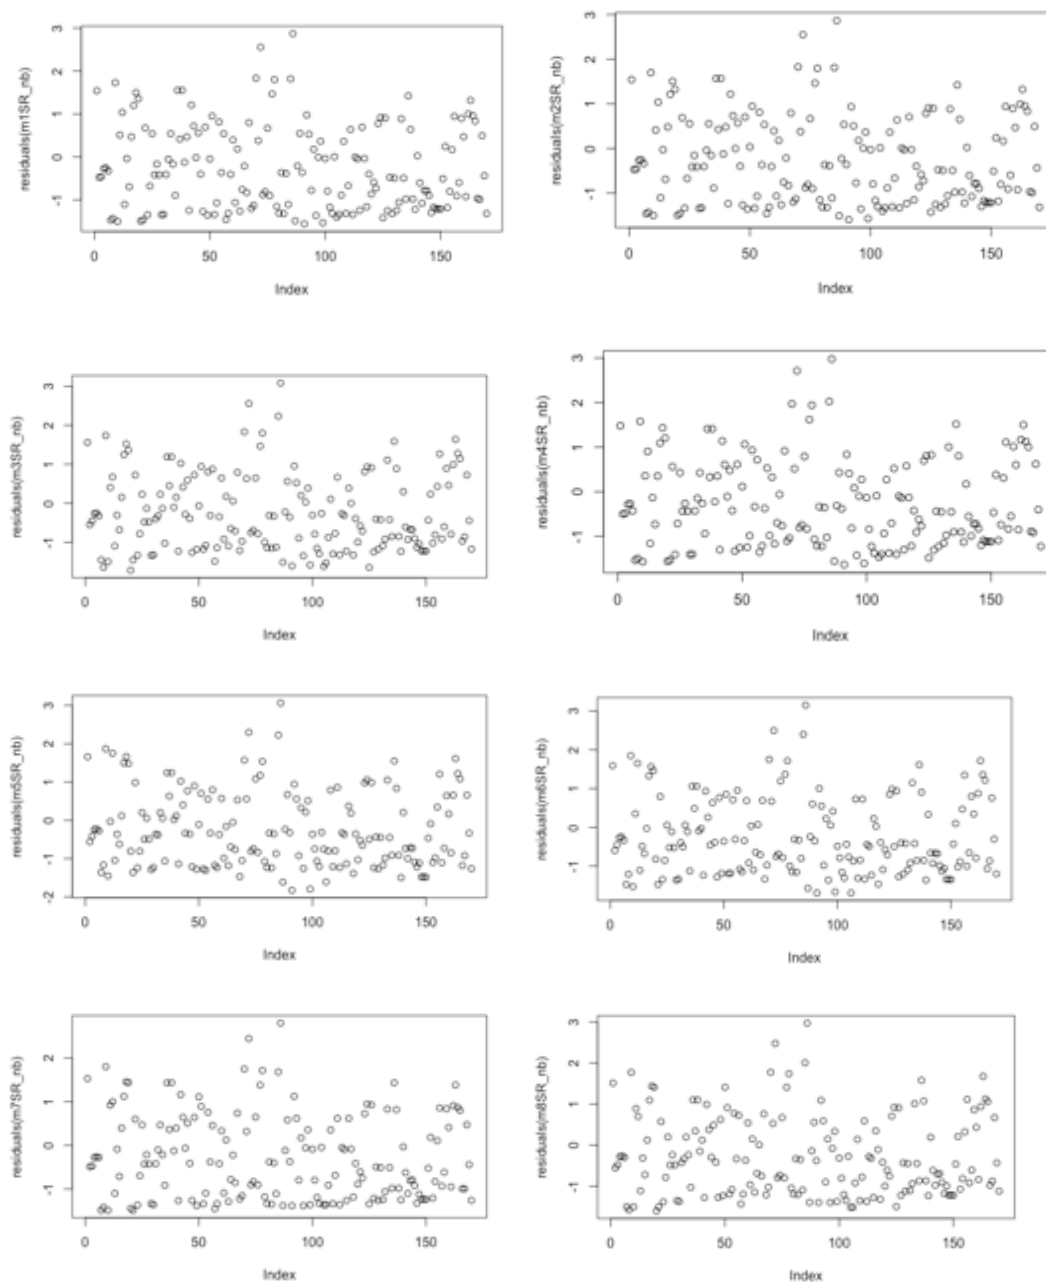 residuals(m1SR_nb)
3
2
1
0
-1
0 50 100 150
Index
residuals(m2SR_nb)
3
2
1
0
-1
0 50 100 150
Index
residuals(m3SR_nb)
3
2
1
0
-1
0 50 100 150
Index
residuals(m4SR_nb)
3
2
1
0
-1
0 50 100 150
Index
residuals(m5SR_nb)
3
2
1
0
-1
-2
0 50 100 150
Index
residuals(m6SR_nb)
3
2
1
0
-1
0 50 100 150
Index
residuals(m7SR_nb)
2
1
0
-1
0 50 100 150
Index
residuals(m8SR_nb)
3
2
1
0
-1
0 50 100 150
Index